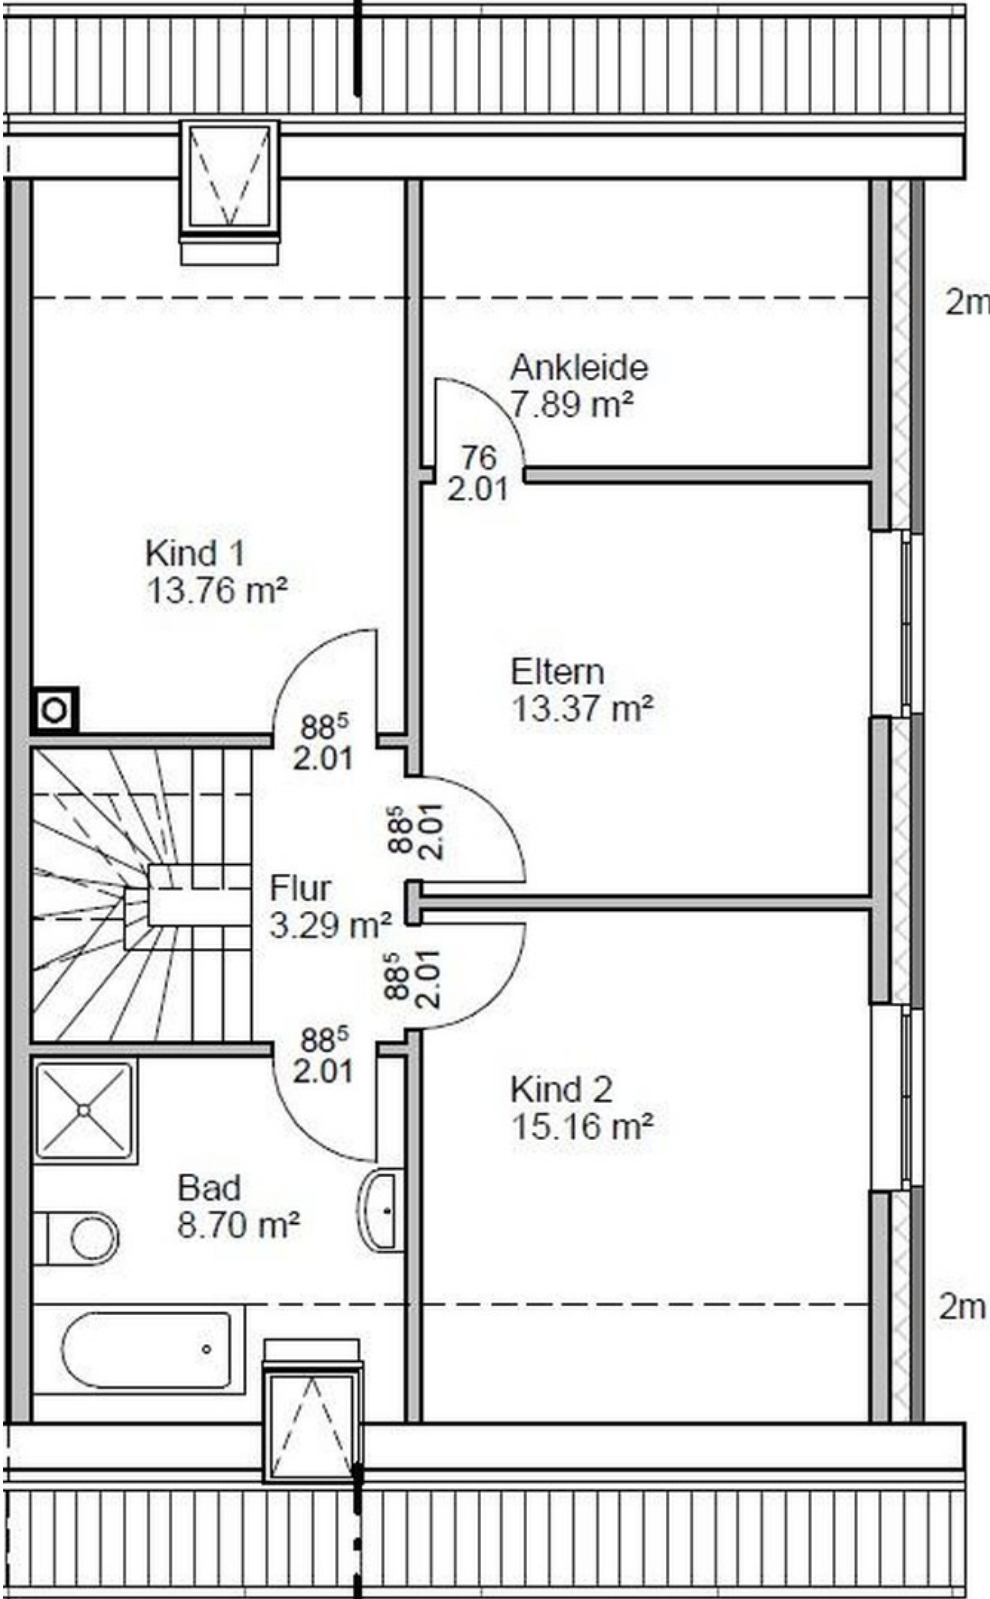 2m
Ankleide
7.89 m²
76
2.01
Kind 1
13.76 m²
Eltern
13.37 m²
88⁵
2.01
88⁵
2.01
Flur
3.29 m²
88⁵
2.01
88⁵
2.01
Kind 2
15.16 m²
Bad
8.70 m²
2m